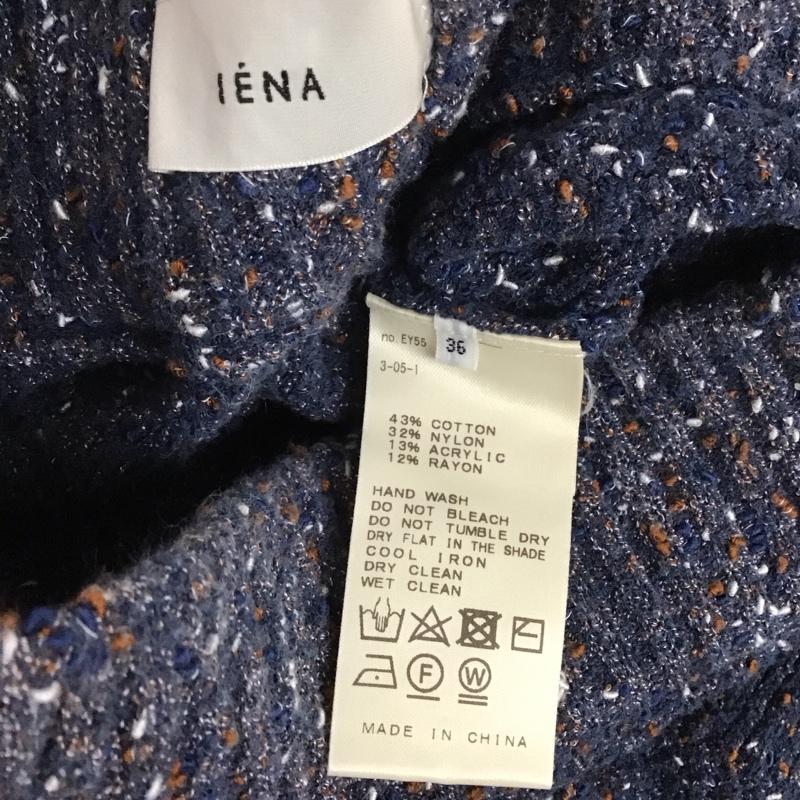 IÉNA
no. EY55
36
3-05-1
43% COTTON
32% NYLON
13% ACRYLIC
12% RAYON
HAND WASH
DO NOT BLEACH
DO NOT TUMBLE DRY
DRY FLAT IN THE SHADE
COOL IRON
DRY CLEAN
WET CLEAN
F W
MADE IN CHINA